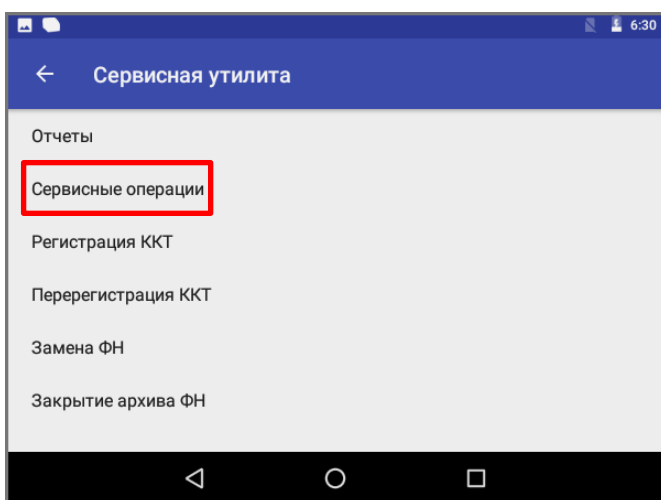 6:30
Сервисная утилита
Отчеты
Сервисные операции
Регистрация ККТ
Перерегистрация ККТ
Замена ФН
Закрытие архива ФН